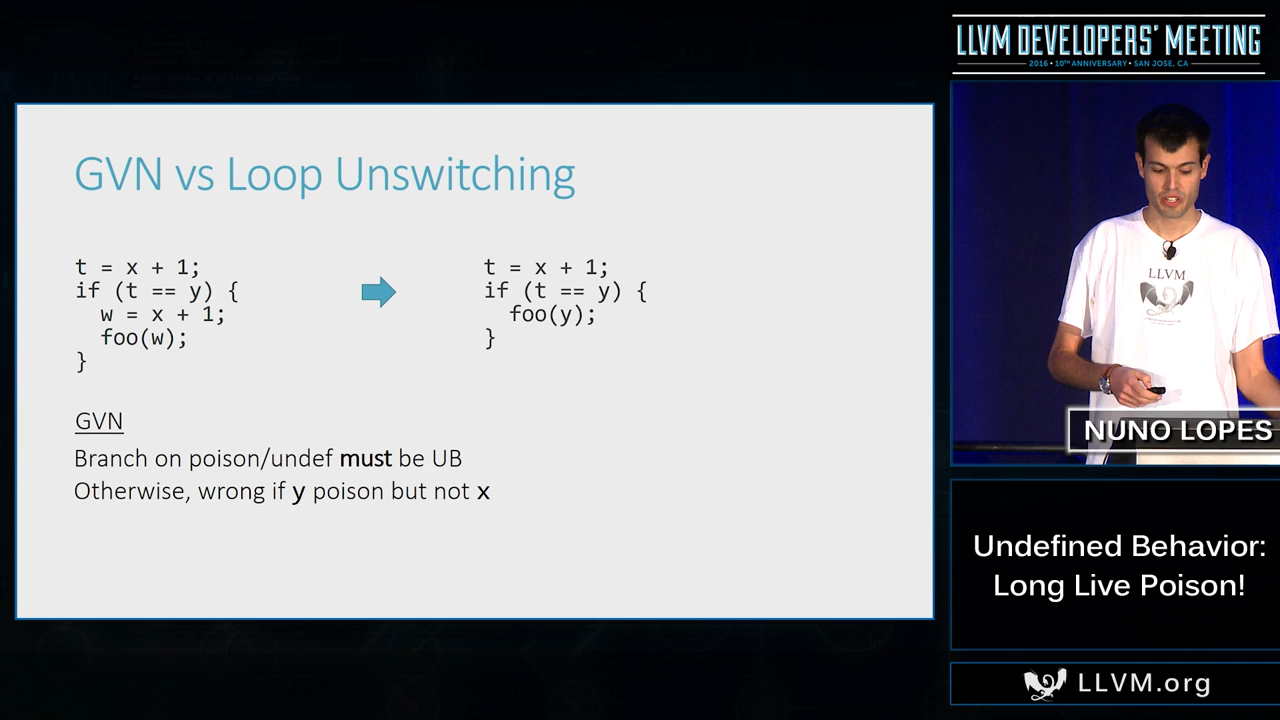 LLVM DEVELOPERS' MEETING
2016 • 10TH ANNIVERSARY • SAN JOSE, CA
GVN vs Loop Unswitching
t = x + 1;
if (t == y) {
  w = x + 1;
  foo(w);
}
t = x + 1;
if (t == y) {
  foo(y);
}
GVN
Branch on poison/undef must be UB
Otherwise, wrong if y poison but not x
LLVM
NUNO LOPES
Undefined Behavior:
Long Live Poison!
LLVM.org